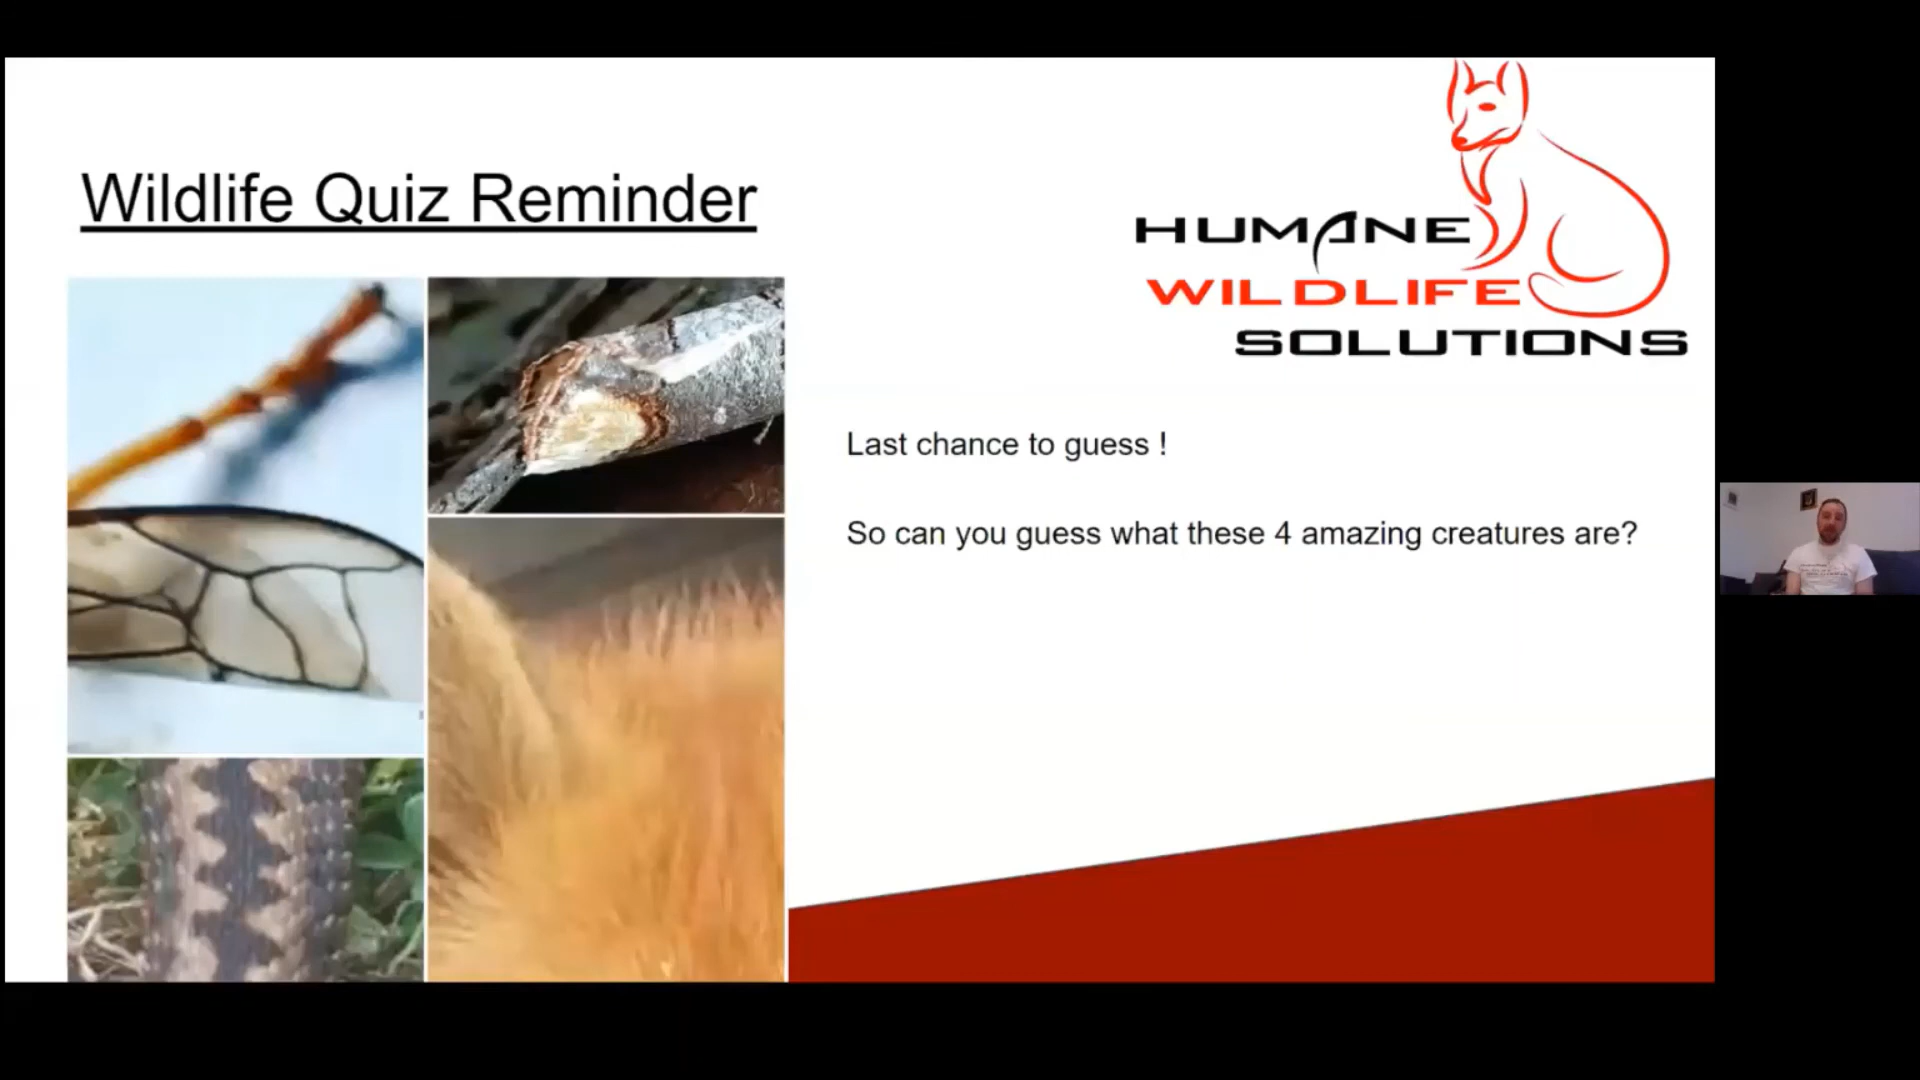 Wildlife Quiz Reminder
HUMANE
WILDLIFE
SOLUTIONS
Last chance to guess !
So can you guess what these 4 amazing creatures are?